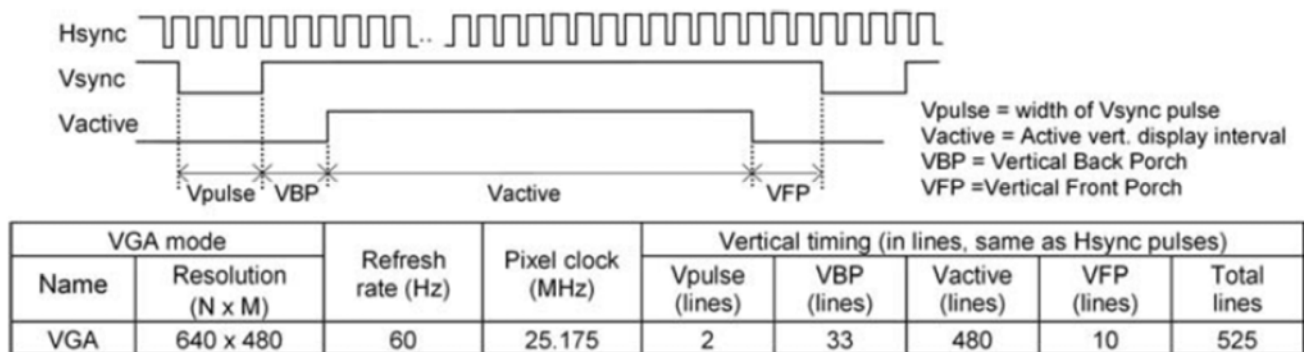 Hsync
Vsync
Vactive
Vpulse VBP Vactive VFP
Vpulse = width of Vsync pulse
Vactive = Active vert. display interval
VBP = Vertical Back Porch
VFP =Vertical Front Porch
VGA mode Refresh rate (Hz) Pixel clock (MHz) Vertical timing (in lines, same as Hsync pulses)
Name Resolution (N x M) Vpulse (lines) VBP (lines) Vactive (lines) VFP (lines) Total lines
VGA 640 x 480 60 25.175 2 33 480 10 525